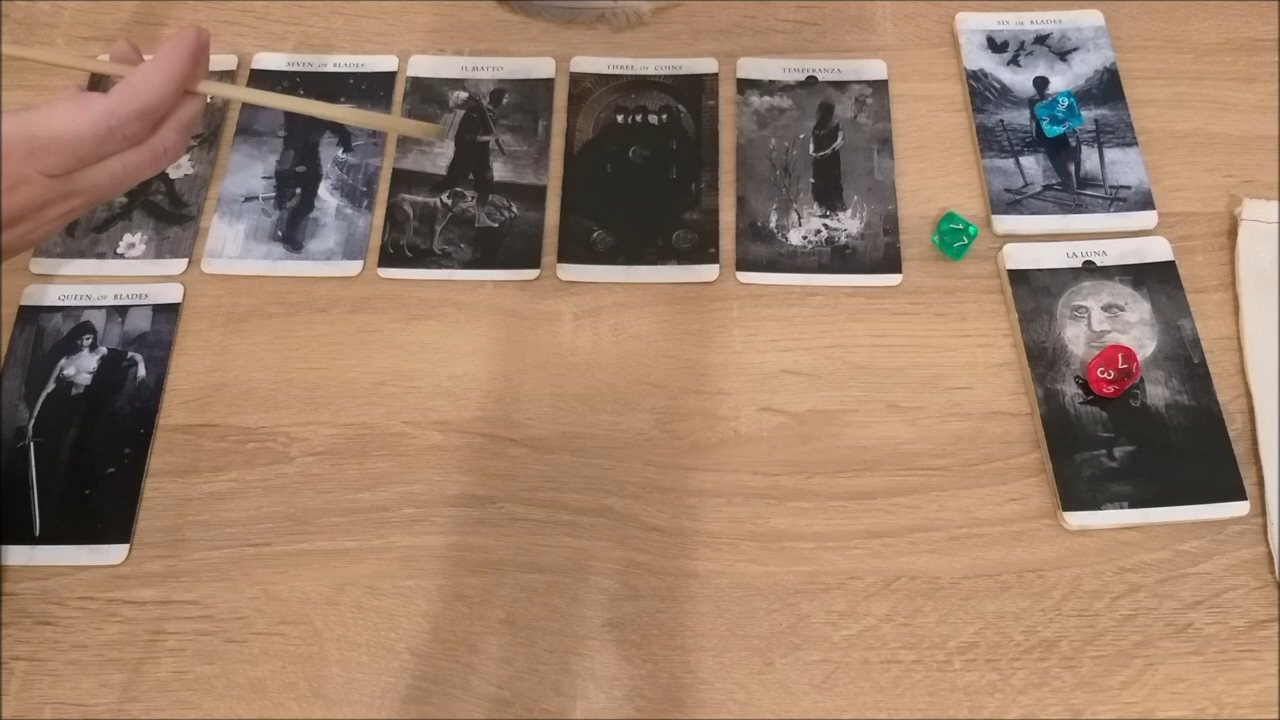 SEVEN OF BLADES
IL MATTO
THREE OF COINS
TEMPERANZA
SIX OF BLADES
LA LUNA
QUEEN OF BLADES